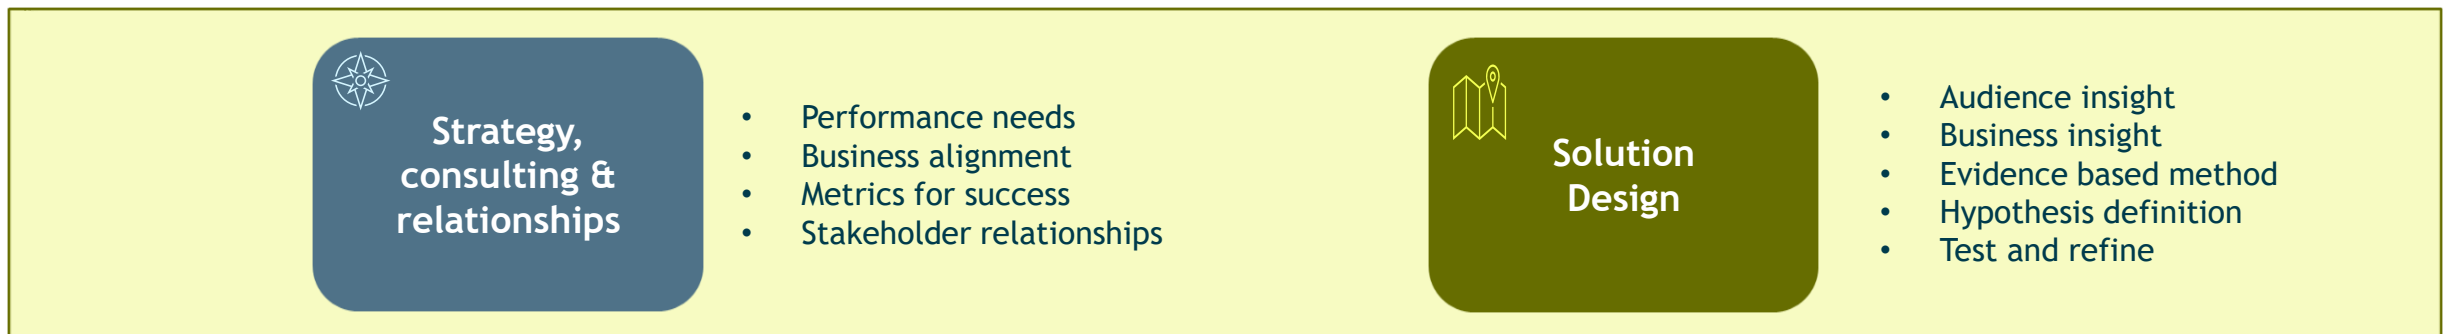 Strategy,
consulting &
relationships
• Performance needs
• Business alignment
• Metrics for success
• Stakeholder relationships
Solution
Design
• Audience insight
• Business insight
• Evidence based method
• Hypothesis definition
• Test and refine